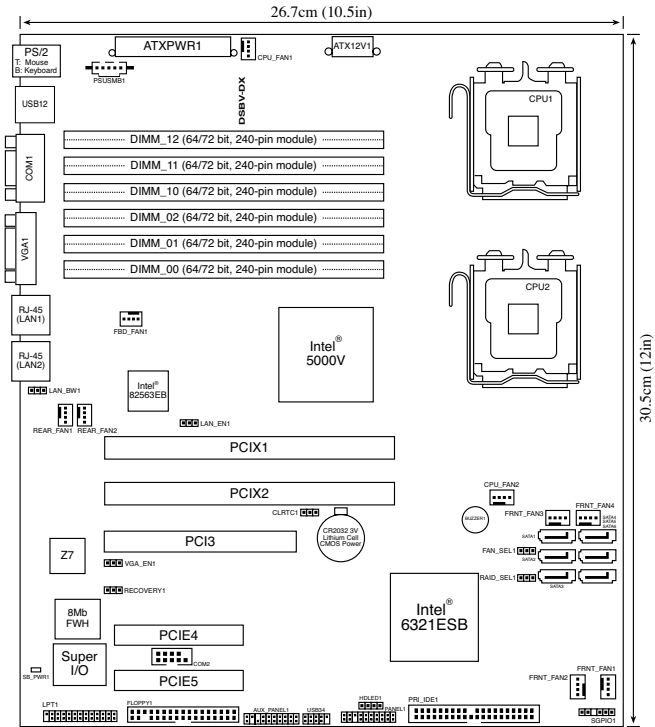 26.7cm (10.5in)
PS/2
T: Mouse
B: Keyboard
ATXPWR1
CPU_FAN1
ATX12V1
PSUSMB1
USB12
DSBV-DX
CPU1
COM1
DIMM_12 (64/72 bit, 240-pin module)
DIMM_11 (64/72 bit, 240-pin module)
DIMM_10 (64/72 bit, 240-pin module)
DIMM_02 (64/72 bit, 240-pin module)
DIMM_01 (64/72 bit, 240-pin module)
DIMM_00 (64/72 bit, 240-pin module)
VGA1
CPU2
RJ-45
(LAN1)
FBD_FAN1
Intel®
5000V
RJ-45
(LAN2)
30.5cm (12in)
LAN_BW1
Intel®
82563EB
REAR_FAN1
REAR_FAN2
LAN_EN1
PCIX1
PCIX2
CPU_FAN2
CLRTC1
BUZZER1
FRNT_FAN3
FRNT_FAN4
SATA4
SATA5
SATA6
CR2032 3V
Lithium Cell
CMOS Power
PCI3
SATA1
FAN_SEL1
SATA2
Z7
VGA_EN1
RAID_SEL1
SATA3
RECOVERY1
8Mb
FWH
Intel®
6321ESB
PCIE4
Super
I/O
COM2
SB_PWR1
PCIE5
FRNT_FAN2
FRNT_FAN1
LPT1
FLOPPY1
AUX_PANEL1
USB34
HDLED1
PANEL1
PRI_IDE1
SGPIO1